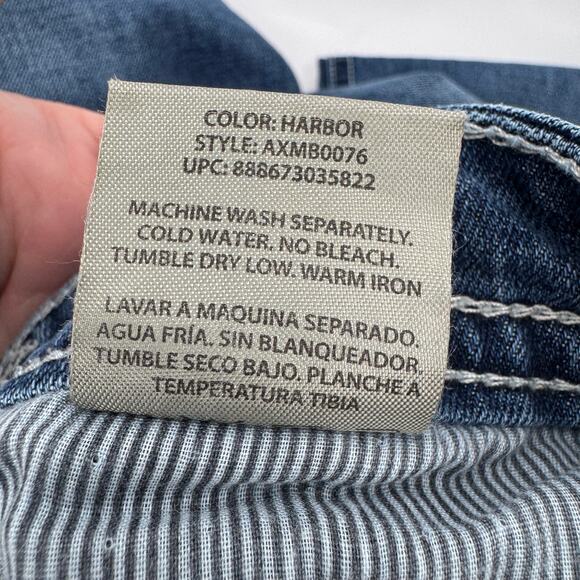 COLOR: HARBOR
STYLE: AXMB0076
UPC: 888673035822
MACHINE WASH SEPARATELY.
COLD WATER. NO BLEACH.
TUMBLE DRY LOW. WARM IRON
LAVAR A MAQUINA SEPARADO.
AGUA FRÍA. SIN BLANQUEADOR.
TUMBLE SECO BAJO. PLANCHE A
TEMPERATURA TIBIA